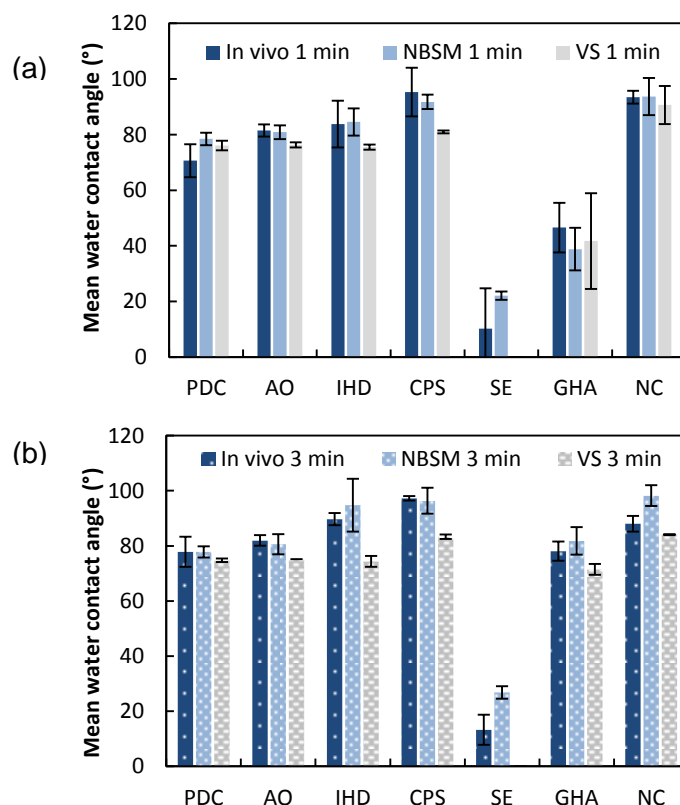 (a)
Mean water contact angle (°)
120
100
80
60
40
20
0
In vivo 1 min NBSM 1 min VS 1 min
PDC AO IHD CPS SE GHA NC
(b)
Mean water contact angle (°)
120
100
80
60
40
20
0
In vivo 3 min NBSM 3 min VS 3 min
PDC AO IHD CPS SE GHA NC